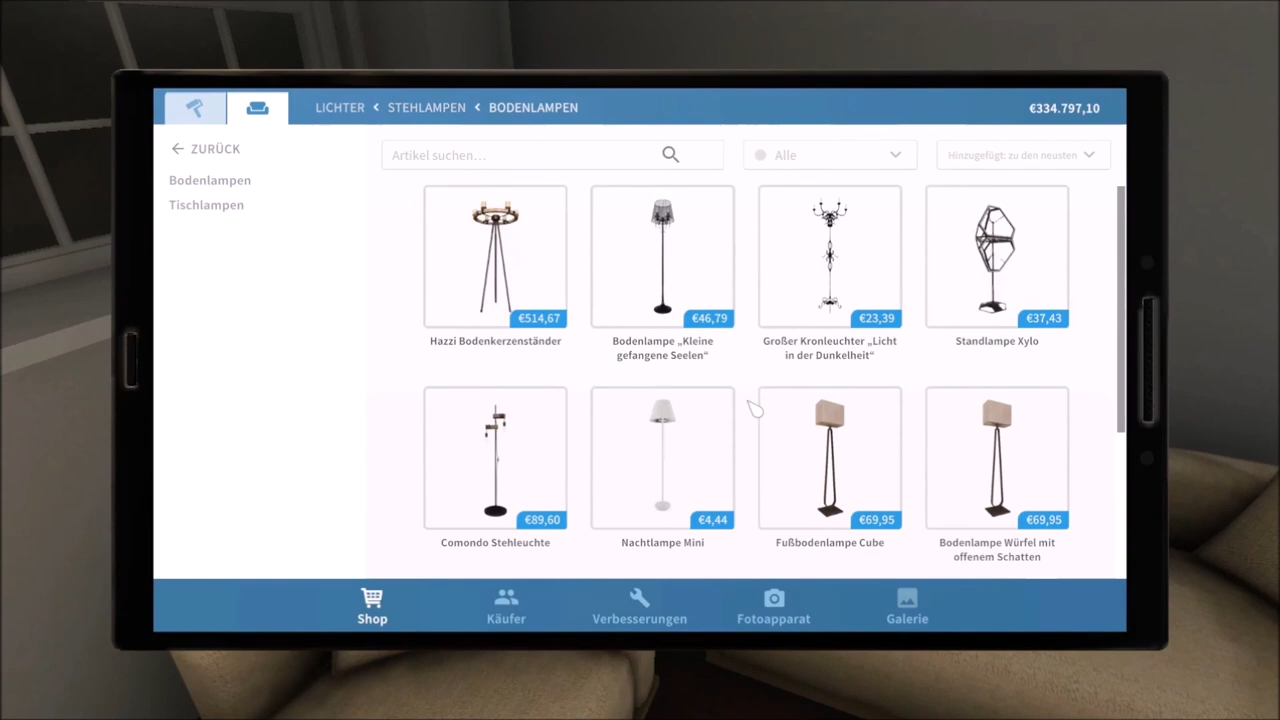 LICHTER < STEHLAMPEN < BODENLAMPEN
€334.797,10
ZURÜCK
Bodenlampen
Tischlampen
Artikel suchen...
Alle
Hinzugefügt: zu den neusten
€514,67
€46,79
€23,39
€37,43
Hazzi Bodenkerzenständer
Bodenlampe „Kleine
gefangene Seelen“
Großer Kronleuchter „Licht
in der Dunkelheit“
Standlampe Xylo
€89,60
€4,44
€69,95
€69,95
Comondo Stehleuchte
Nachtlampe Mini
Fußbodenlampe Cube
Bodenlampe Würfel mit
offenem Schatten
Shop
Käufer
Verbesserungen
Fotoapparat
Galerie